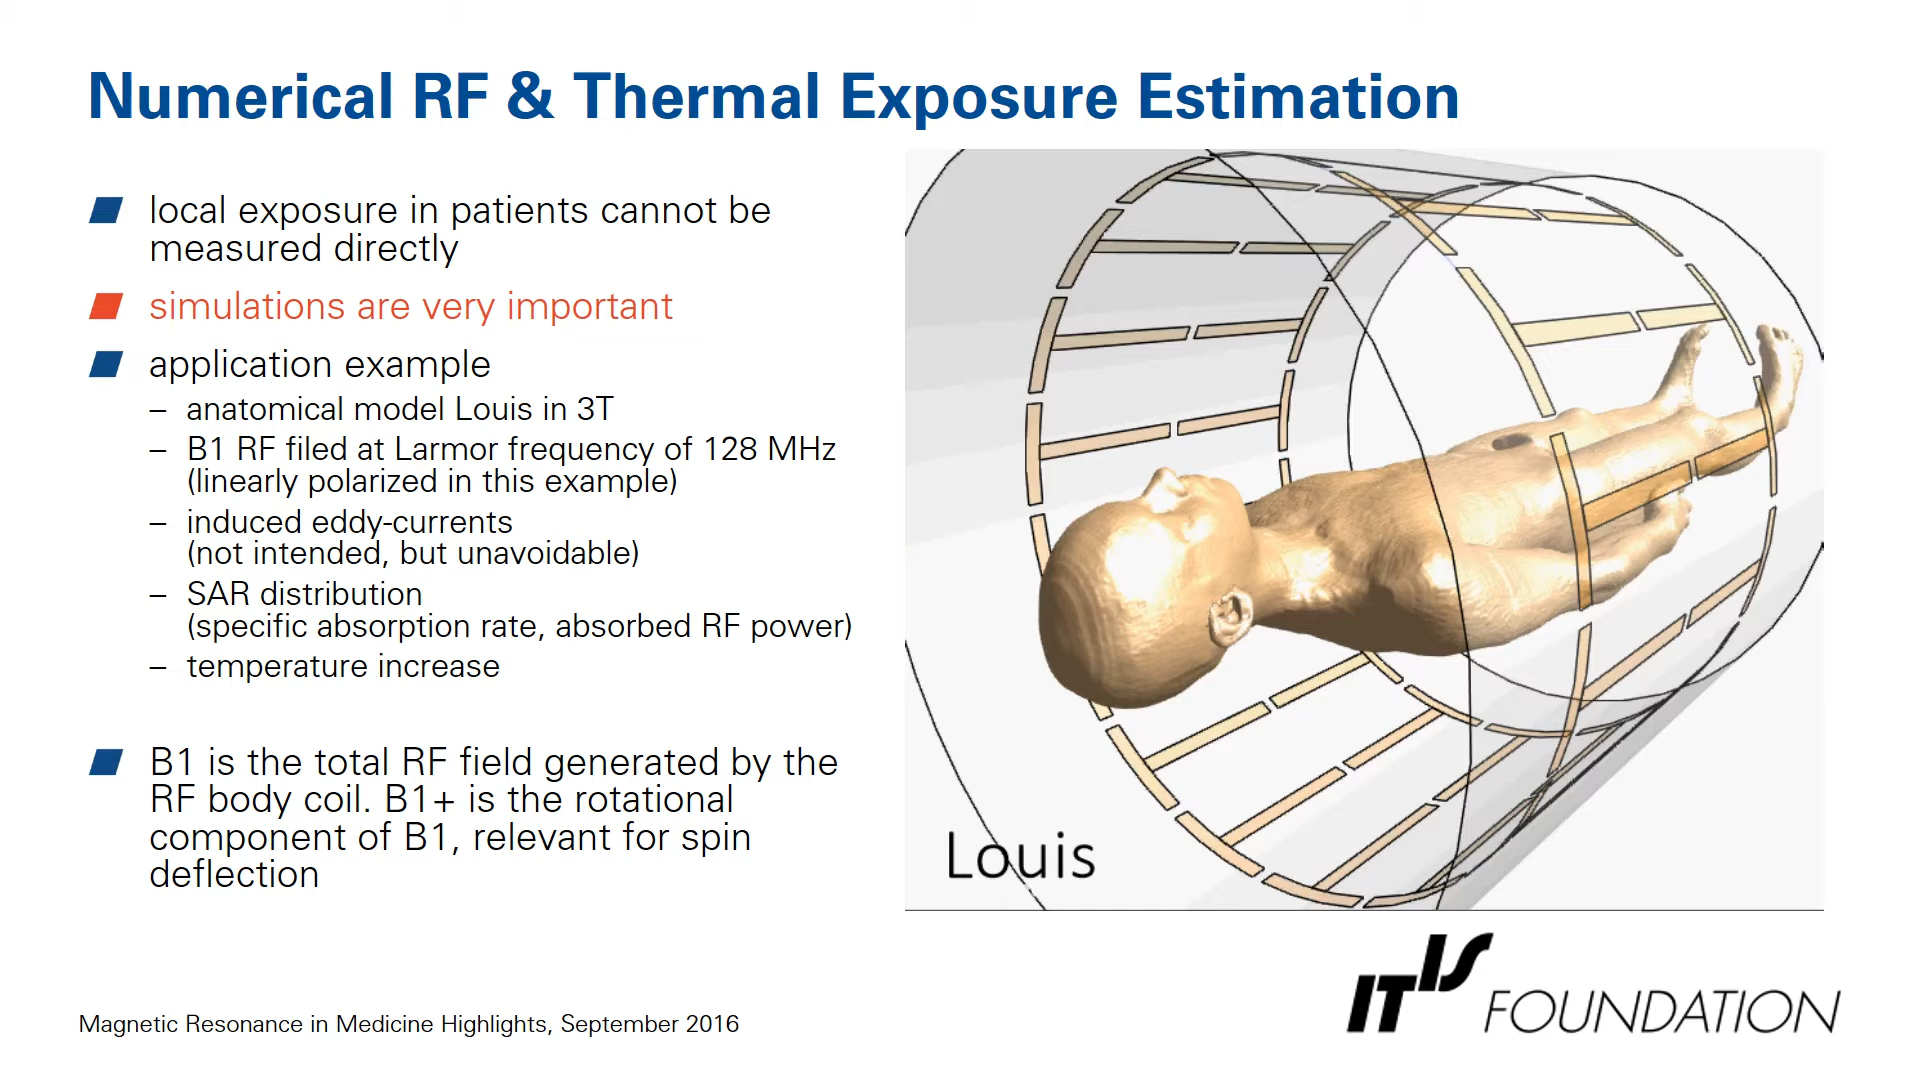 Numerical RF & Thermal Exposure Estimation
local exposure in patients cannot be
measured directly
simulations are very important
application example
– anatomical model Louis in 3T
– B1 RF filed at Larmor frequency of 128 MHz
(linearly polarized in this example)
– induced eddy-currents
(not intended, but unavoidable)
– SAR distribution
(specific absorption rate, absorbed RF power)
– temperature increase
B1 is the total RF field generated by the
RF body coil. B1+ is the rotational
component of B1, relevant for spin
deflection
Louis
Magnetic Resonance in Medicine Highlights, September 2016
IT'IS FOUNDATION